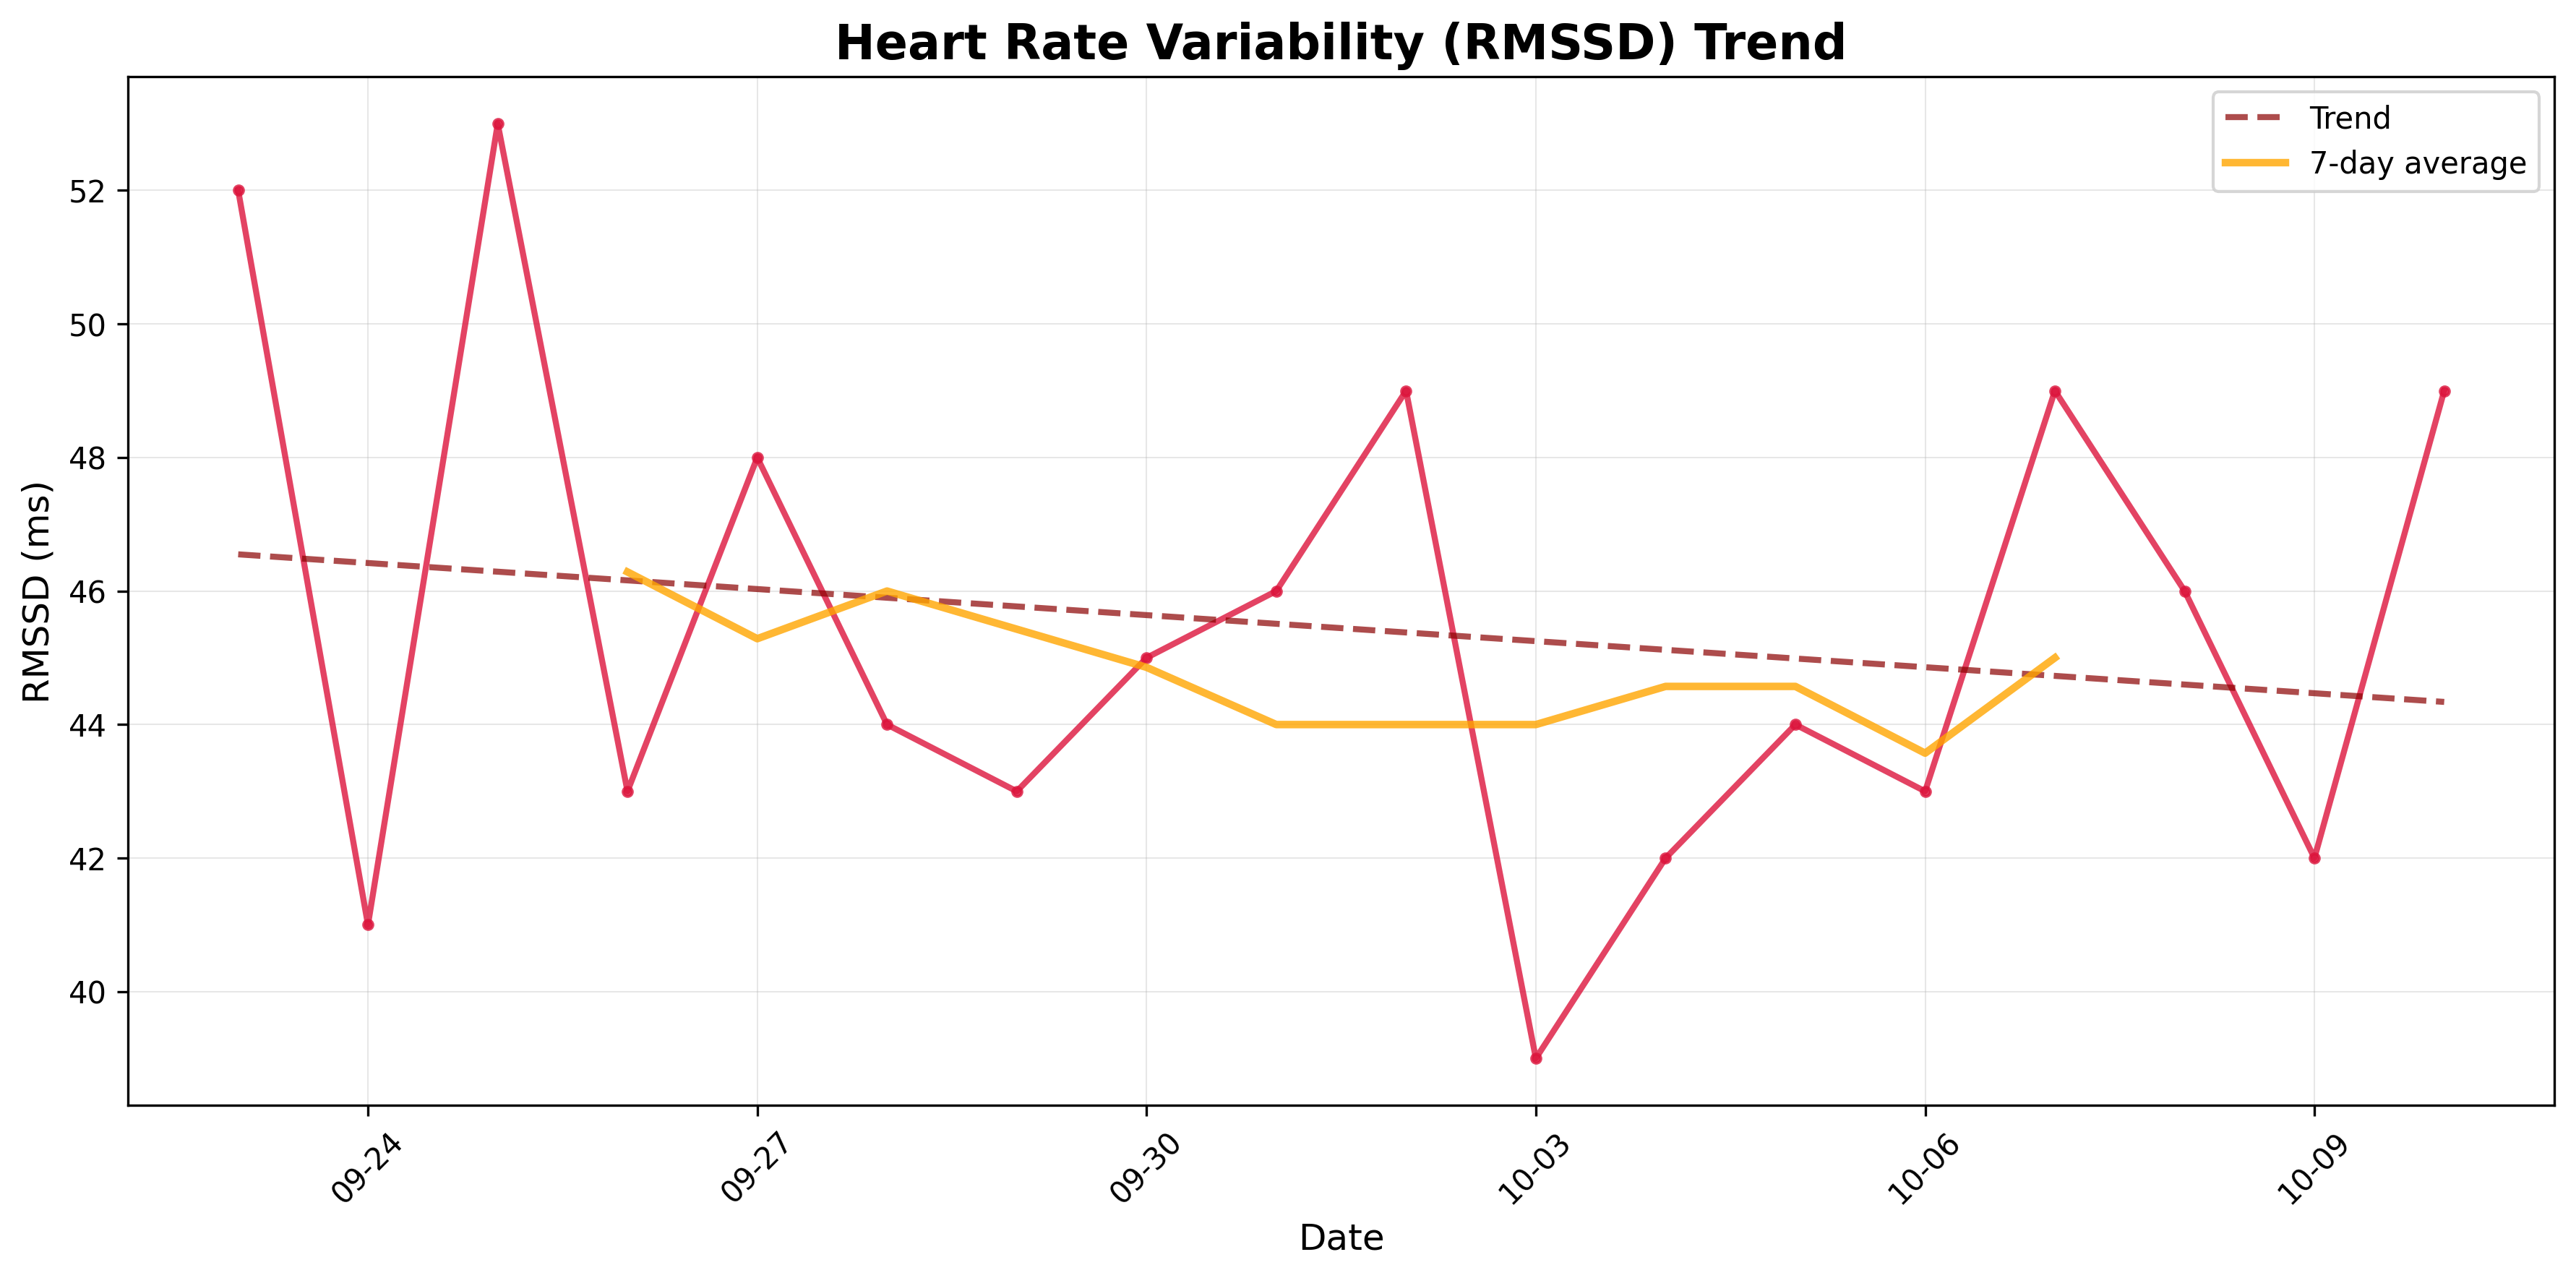 Heart Rate Variability (RMSSD) Trend
Trend
7-day average
RMSSD (ms)
52
50
48
46
44
42
40
09-24
09-27
09-30
10-03
10-06
10-09
Date